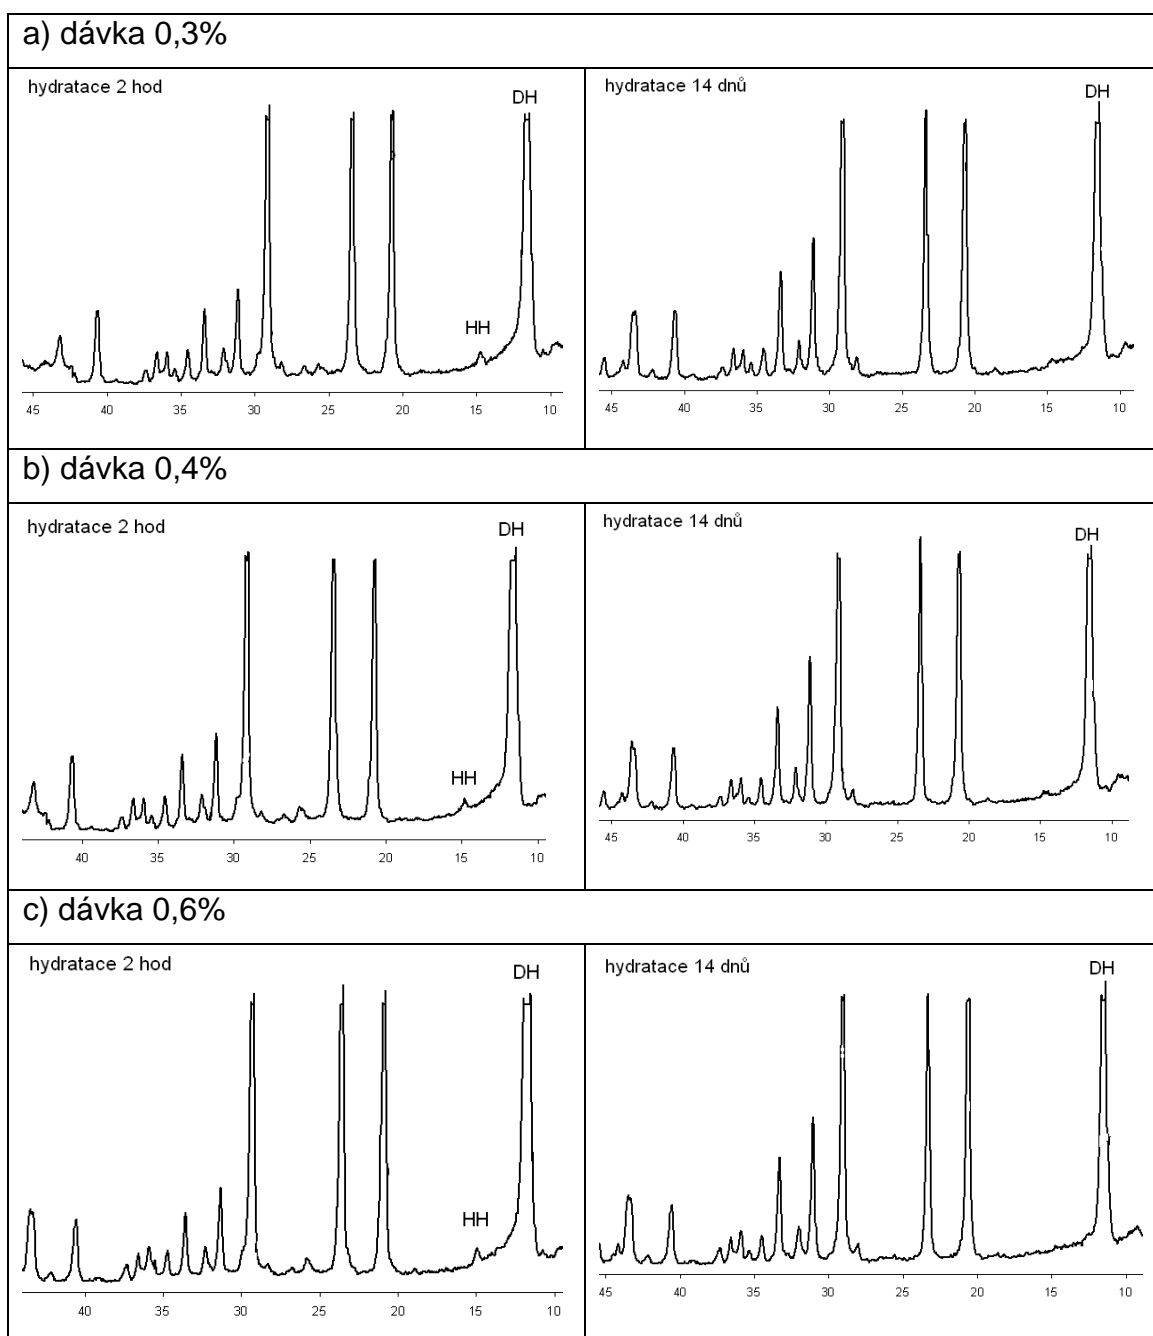 a) dávka 0,3%
hydratace 2 hod
DH
HH
45 40 35 30 25 20 15 10
hydratace 14 dnů
DH
45 40 35 30 25 20 15 10
b) dávka 0,4%
hydratace 2 hod
DH
HH
40 35 30 25 20 15 10
hydratace 14 dnů
DH
45 40 35 30 25 20 15 10
c) dávka 0,6%
hydratace 2 hod
DH
HH
40 35 30 25 20 15 10
hydratace 14 dnů
DH
45 40 35 30 25 20 15 10